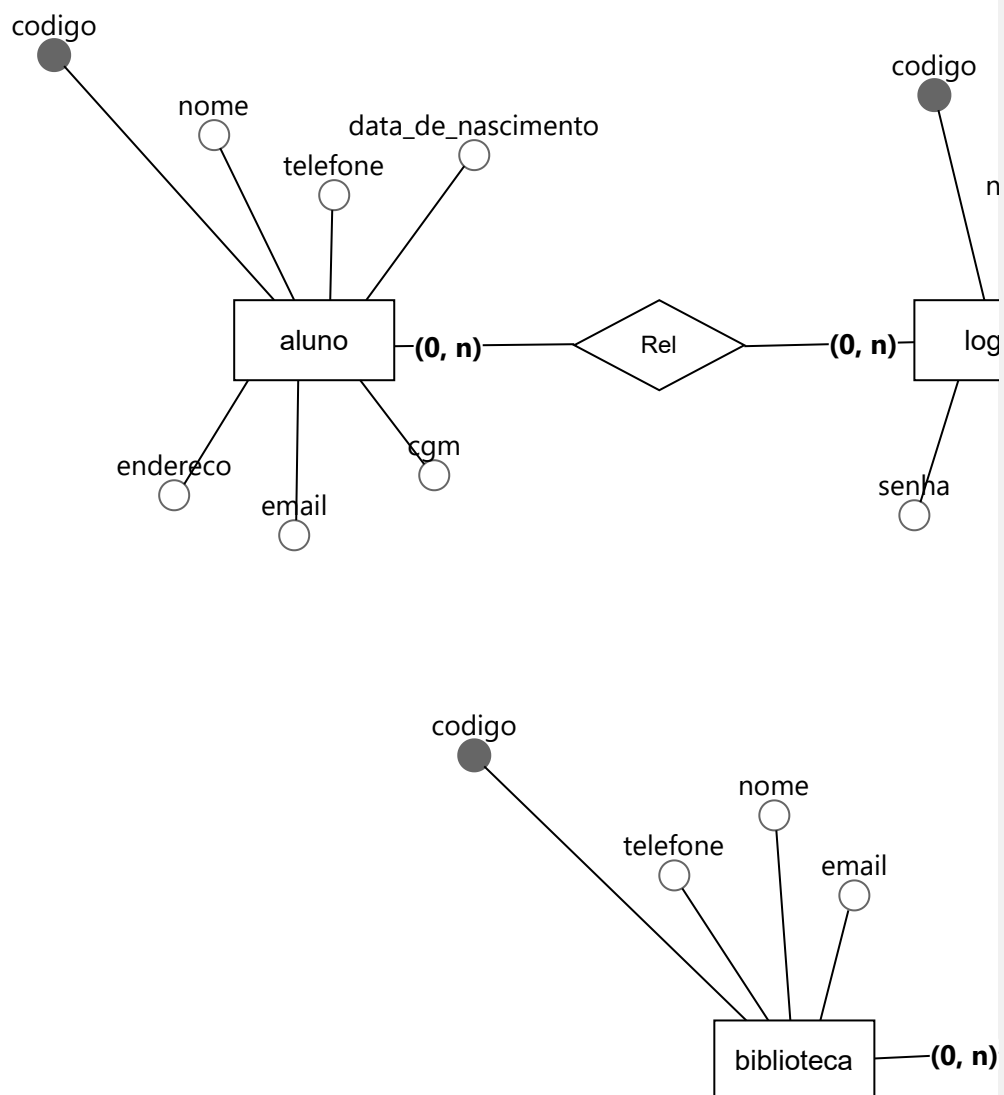 codigo
nome
data_de_nascimento
telefone
codigo
n
aluno
(0, n)
Rel
(0, n)
log
endereco
cgm
email
senha
codigo
nome
telefone
email
biblioteca
(0, n)